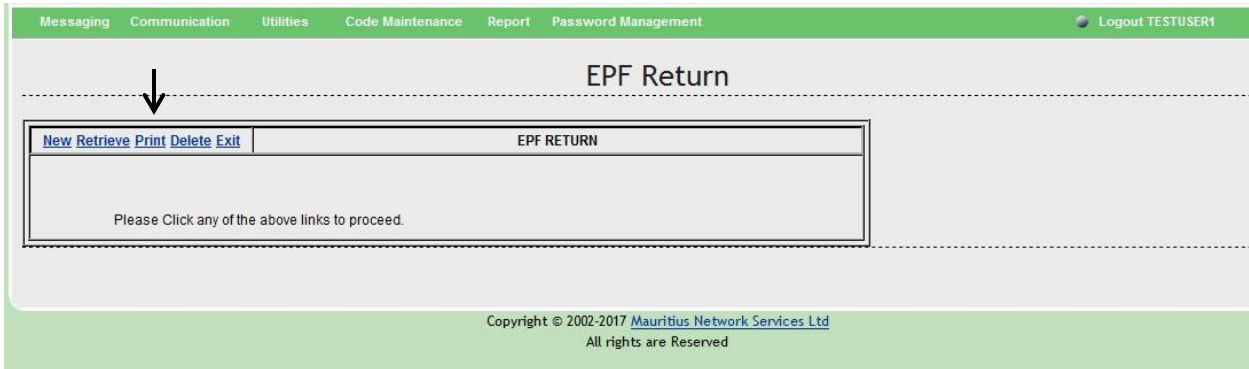 Messaging Communication Utilities Code Maintenance Report Password Management Logout TESTUSER1
EPF Return
New Retrieve Print Delete Exit EPF RETURN
Please Click any of the above links to proceed.
Copyright © 2002-2017 Mauritius Network Services Ltd
All rights are Reserved